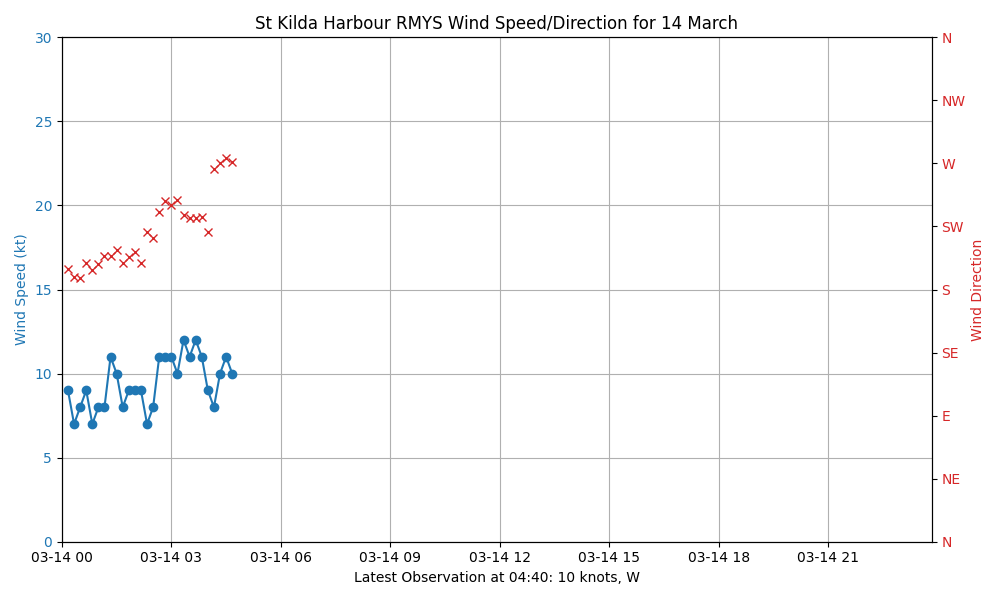 St Kilda Harbour RMYS Wind Speed/Direction for 14 March
30
25
20
15
10
5
0
Wind Speed (kt)
N
NW
W
SW
S
SE
E
NE
N
Wind Direction
03-14 00
03-14 03
03-14 06
03-14 09
03-14 12
03-14 15
03-14 18
03-14 21
Latest Observation at 04:40: 10 knots, W